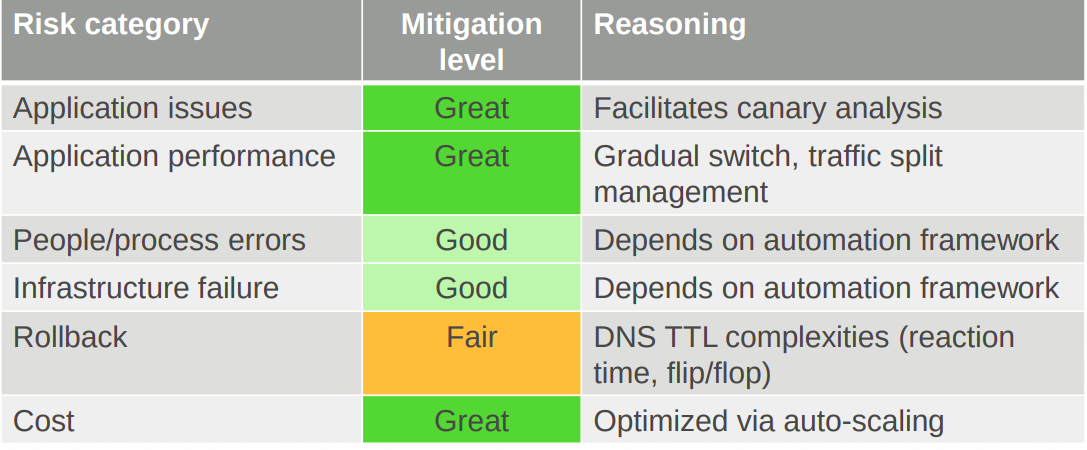 Risk category
Mitigation
level
Reasoning
Application issues
Great
Facilitates canary analysis
Application performance
Great
Gradual switch, traffic split
management
People/process errors
Good
Depends on automation framework
Infrastructure failure
Good
Depends on automation framework
Rollback
Fair
DNS TTL complexities (reaction
time, flip/flop)
Cost
Great
Optimized via auto-scaling